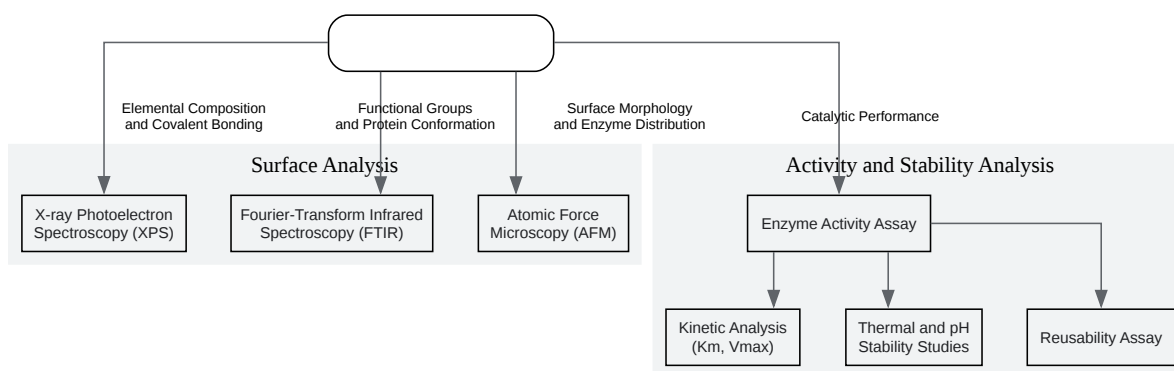 Elemental Composition
and Covalent Bonding
Functional Groups
and Protein Conformation
Surface Morphology
and Enzyme Distribution
Catalytic Performance
Surface Analysis
X-ray Photoelectron
Spectroscopy (XPS)
Fourier-Transform Infrared
Spectroscopy (FTIR)
Atomic Force
Microscopy (AFM)
Activity and Stability Analysis
Enzyme Activity Assay
Kinetic Analysis
(Km, Vmax)
Thermal and pH
Stability Studies
Reusability Assay